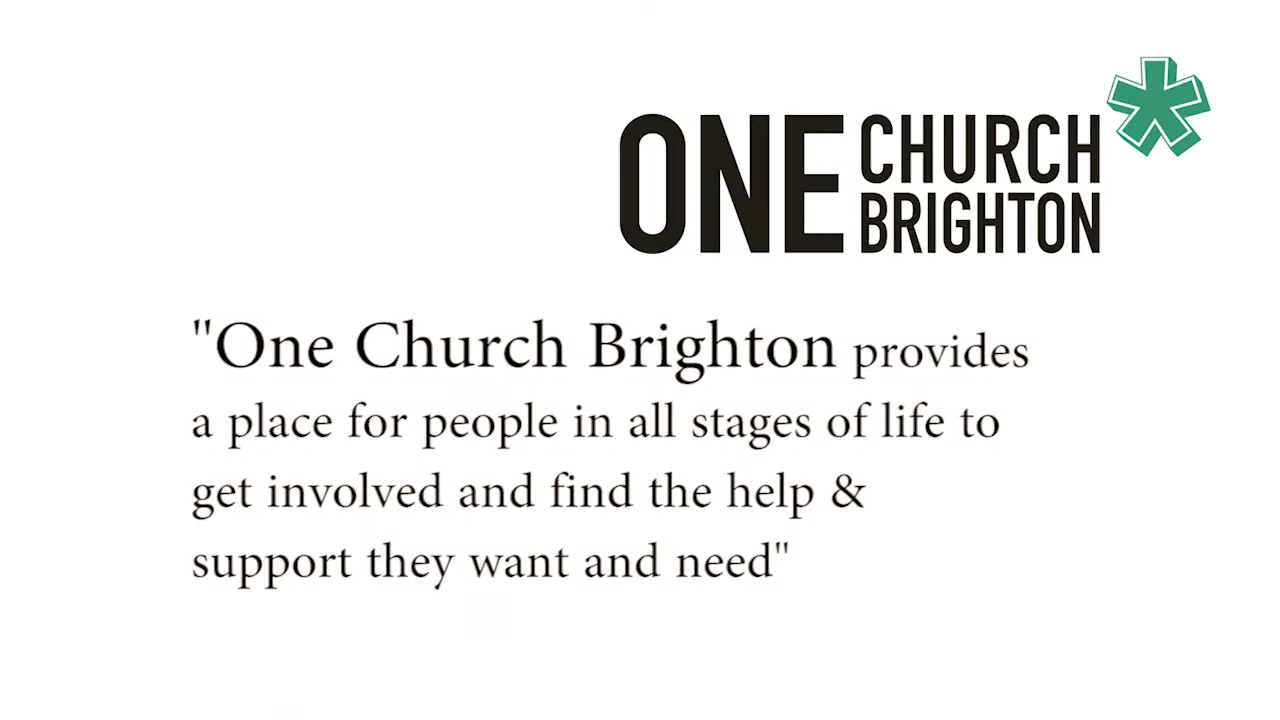 ONE CHURCH
BRIGHTON
"One Church Brighton provides
a place for people in all stages of life to
get involved and find the help &
support they want and need"